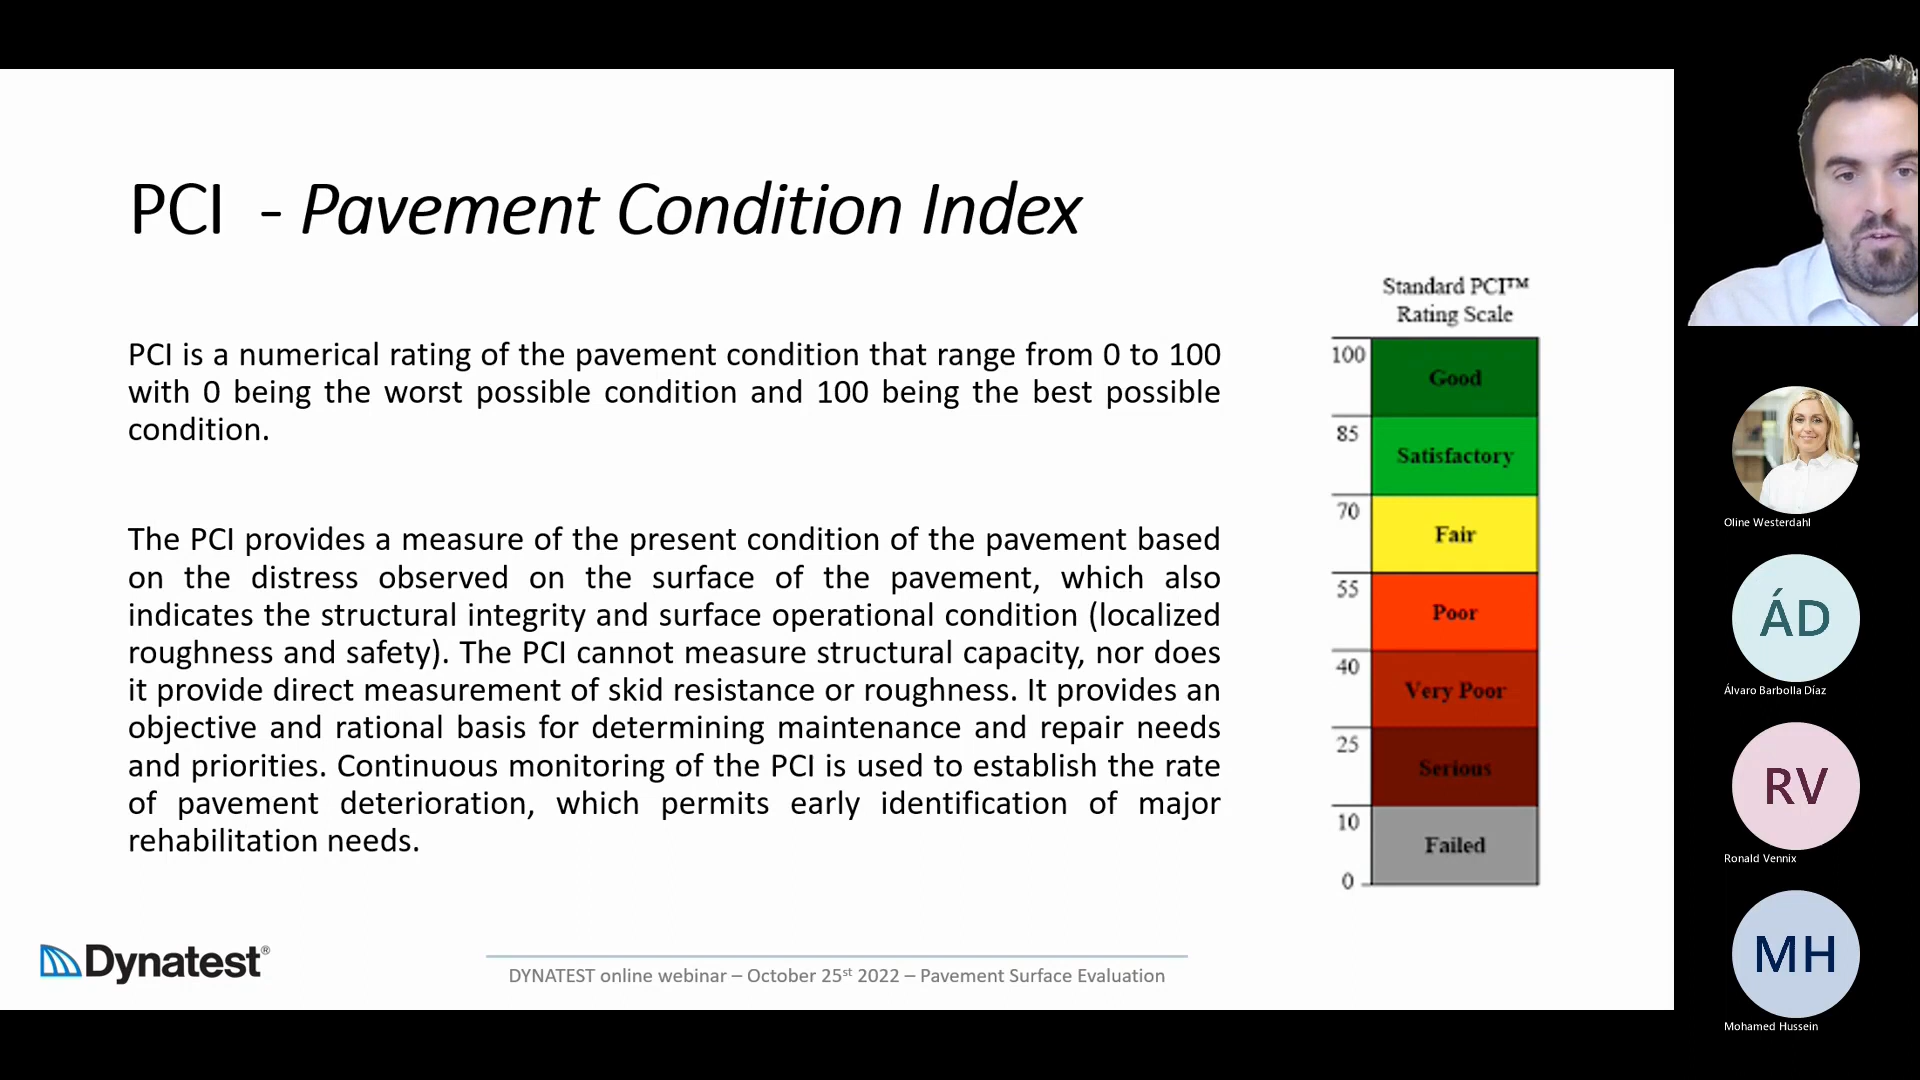 PCI - Pavement Condition Index
PCI is a numerical rating of the pavement condition that range from 0 to 100
with 0 being the worst possible condition and 100 being the best possible
condition.
The PCI provides a measure of the present condition of the pavement based
on the distress observed on the surface of the pavement, which also
indicates the structural integrity and surface operational condition (localized
roughness and safety). The PCI cannot measure structural capacity, nor does
it provide direct measurement of skid resistance or roughness. It provides an
objective and rational basis for determining maintenance and repair needs
and priorities. Continuous monitoring of the PCI is used to establish the rate
of pavement deterioration, which permits early identification of major
rehabilitation needs.
Standard PCI™
Rating Scale
100
Good
85
Satisfactory
70
Fair
55
Poor
40
Very Poor
25
Serious
10
Failed
0
Dynatest®
DYNATEST online webinar – October 25st 2022 – Pavement Surface Evaluation
Oline Westerdahl
ÁD
Álvaro Barbolla Díaz
RV
Ronald Vennix
MH
Mohamed Hussein